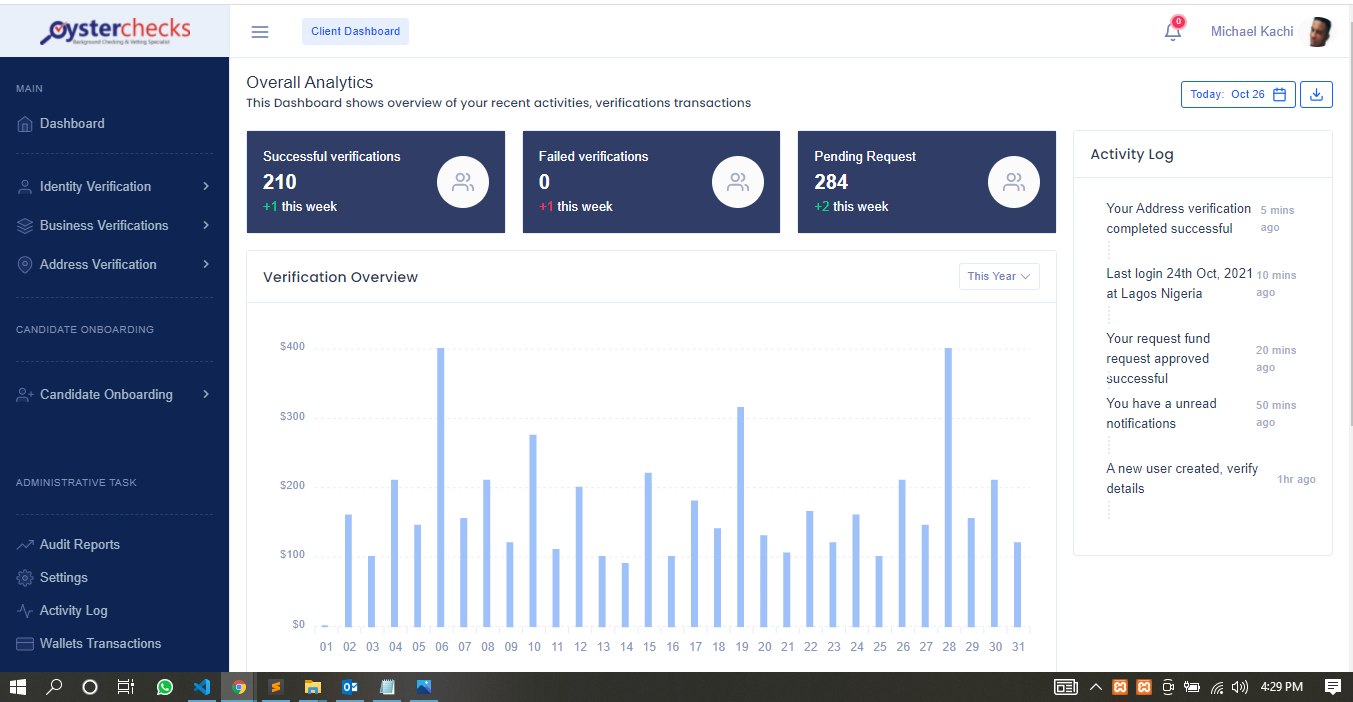 Oysterchecks
Background Checking & Vetting Specialist
Client Dashboard
0
Michael Kachi
MAIN
Dashboard
Identity Verification
Business Verifications
Address Verification
CANDIDATE ONBOARDING
Candidate Onboarding
ADMINISTRATIVE TASK
Audit Reports
Settings
Activity Log
Wallets Transactions
Overall Analytics
This Dashboard shows overview of your recent activities, verifications transactions
Today: Oct 26
Successful verifications
210
+1 this week
Failed verifications
0
+1 this week
Pending Request
284
+2 this week
Verification Overview
This Year
$400
$300
$200
$100
$0
01 02 03 04 05 06 07 08 09 10 11 12 13 14 15 16 17 18 19 20 21 22 23 24 25 26 27 28 29 30 31
Activity Log
Your Address verification
completed successful
5 mins
ago
Last login 24th Oct, 2021
at Lagos Nigeria
10 mins
ago
Your request fund
request approved
successful
20 mins
ago
You have a unread
notifications
50 mins
ago
A new user created, verify
details
1hr ago
4:29 PM